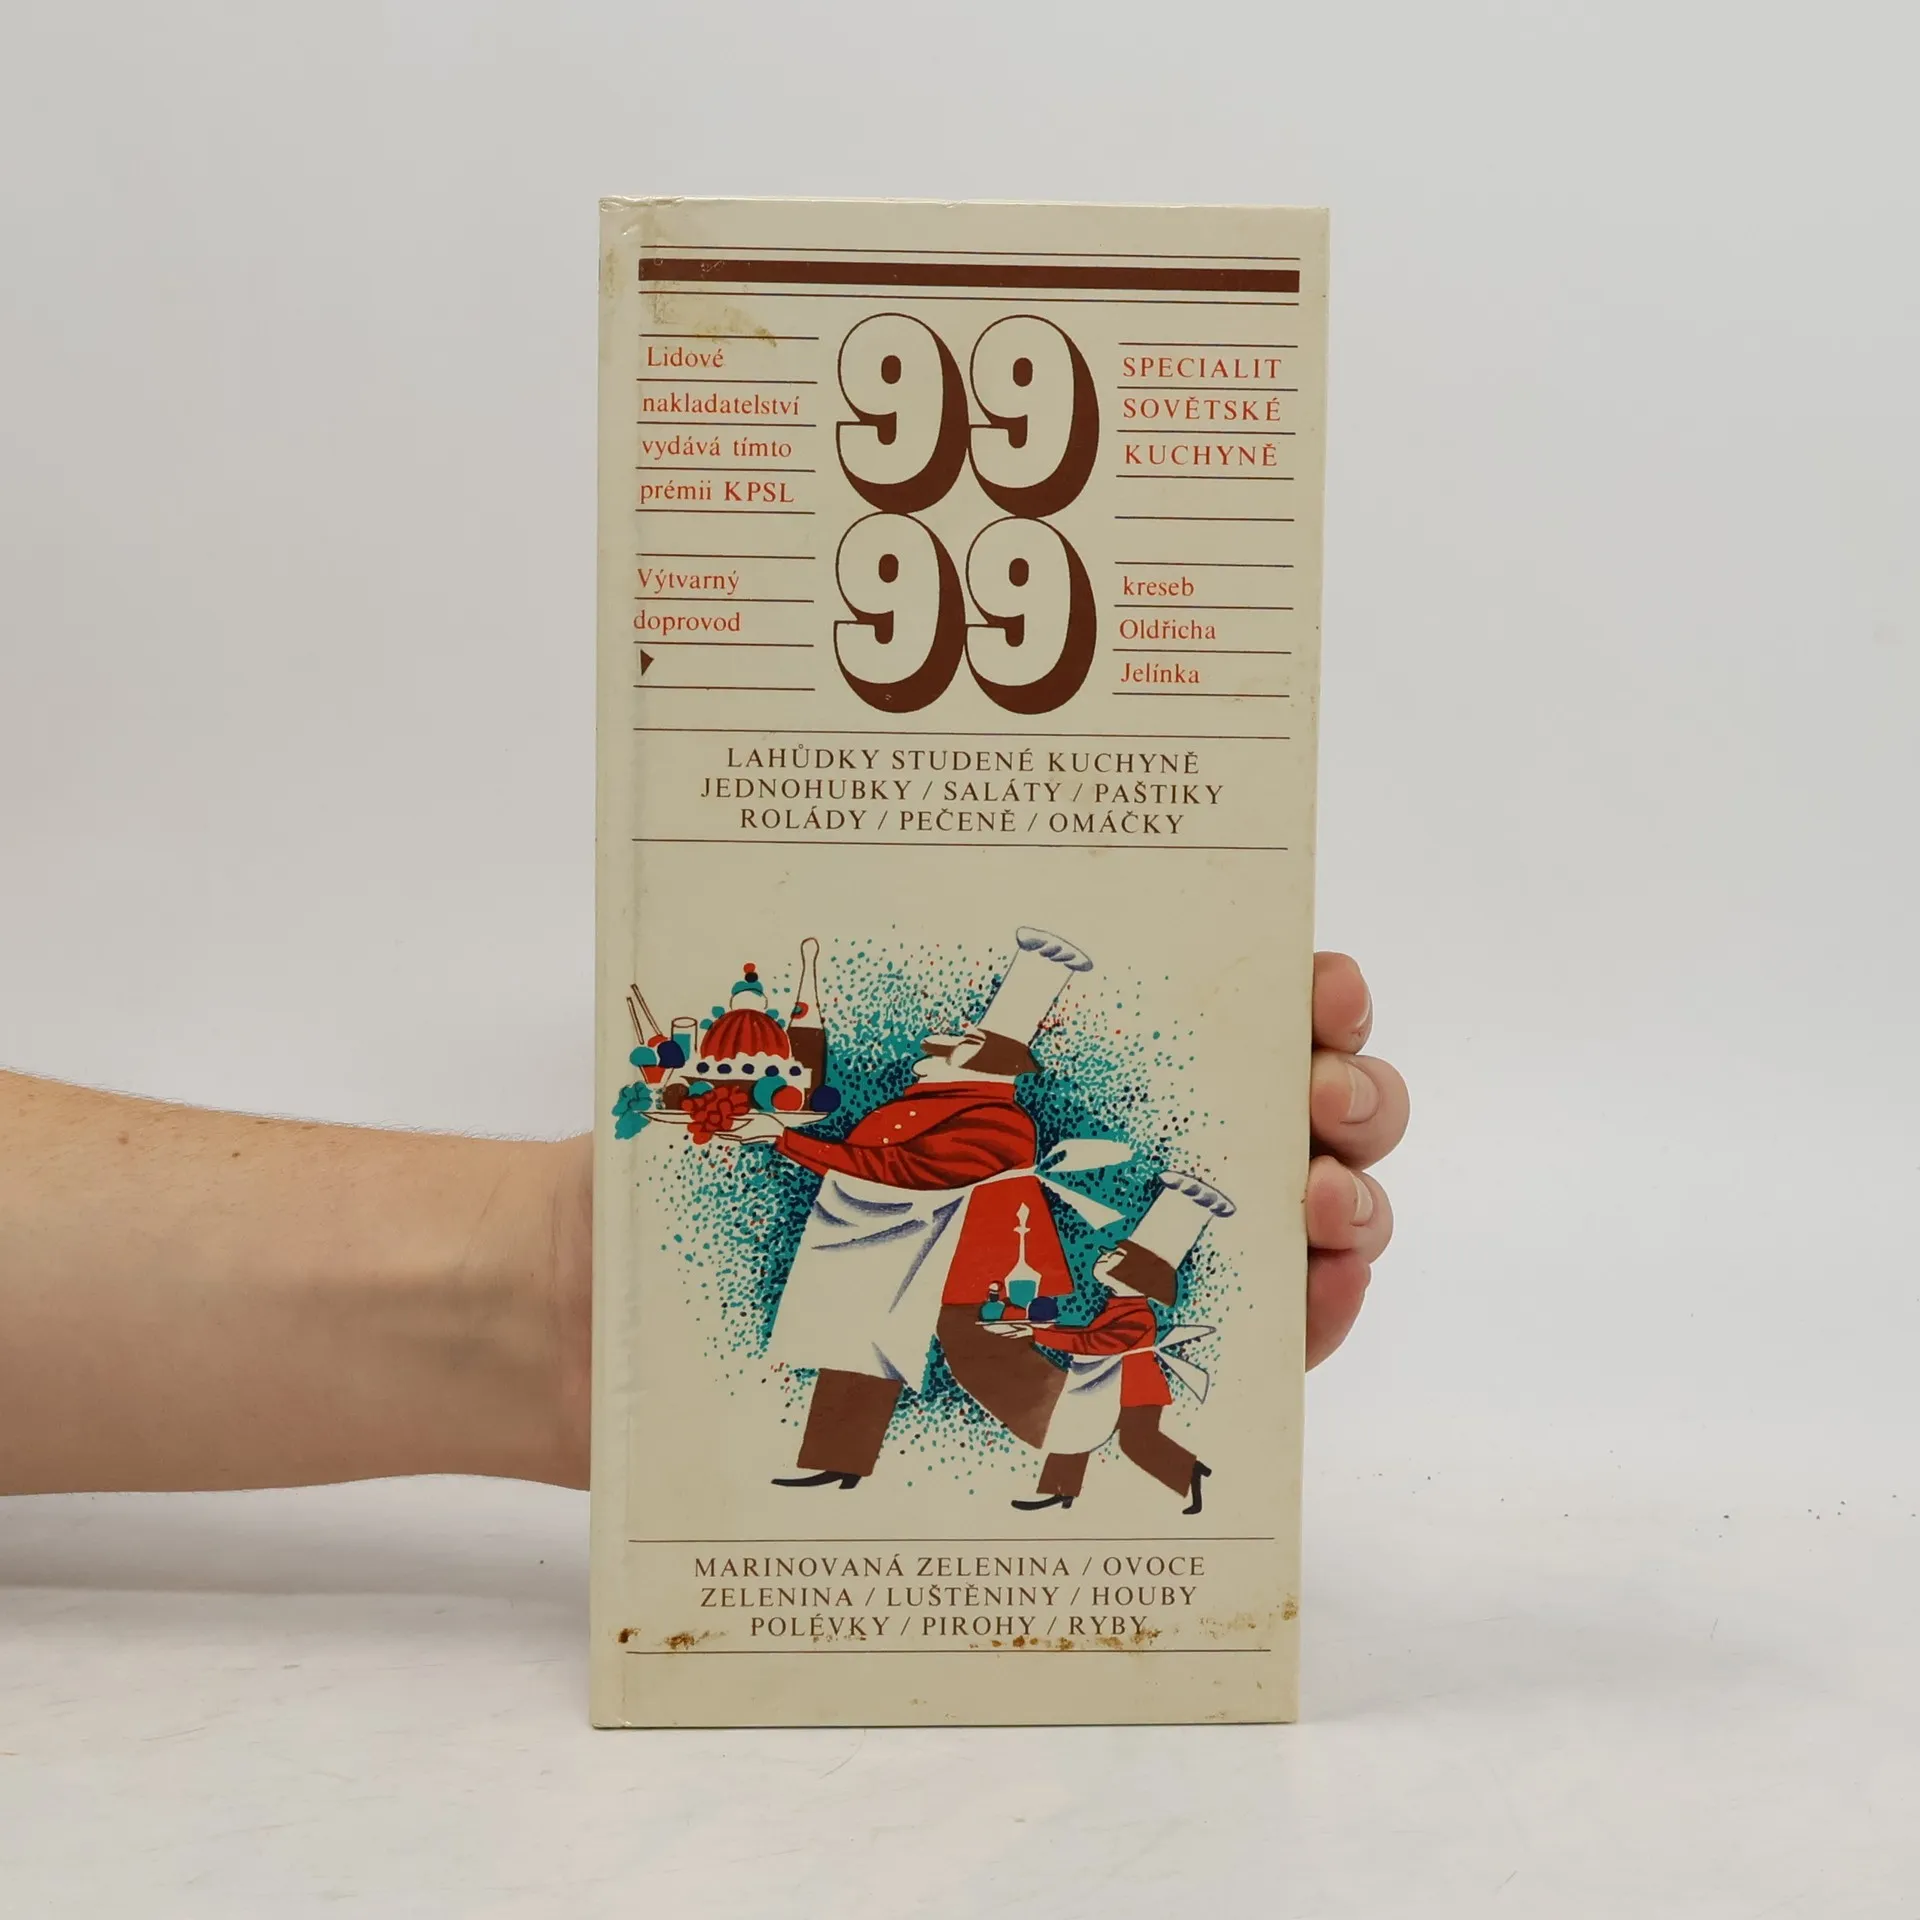 Lidové
nakladatelství
vydává tímto
prémii KPSL
99
SPECIALIT
SOVĚTSKÉ
KUCHYNĚ
Výtvarný
doprovod
99
kreseb
Oldřicha
Jelínka
LAHŮDKY STUDENÉ KUCHYNĚ
JEDNOHUBKY / SALÁTY / PAŠTIKY
ROLÁDY / PEČENĚ / OMÁČKY
MARINOVANÁ ZELENINA / OVOCE
ZELENINA / LUŠTĚNINY / HOUBY
POLÉVKY / PIROHY / RYBY